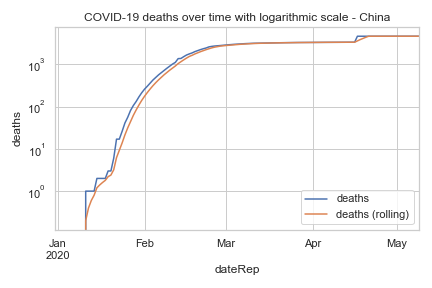 COVID-19 deaths over time with logarithmic scale - China
deaths
10³
10²
10¹
10⁰
deaths
deaths (rolling)
Jan Feb Mar Apr May
2020
dateRep